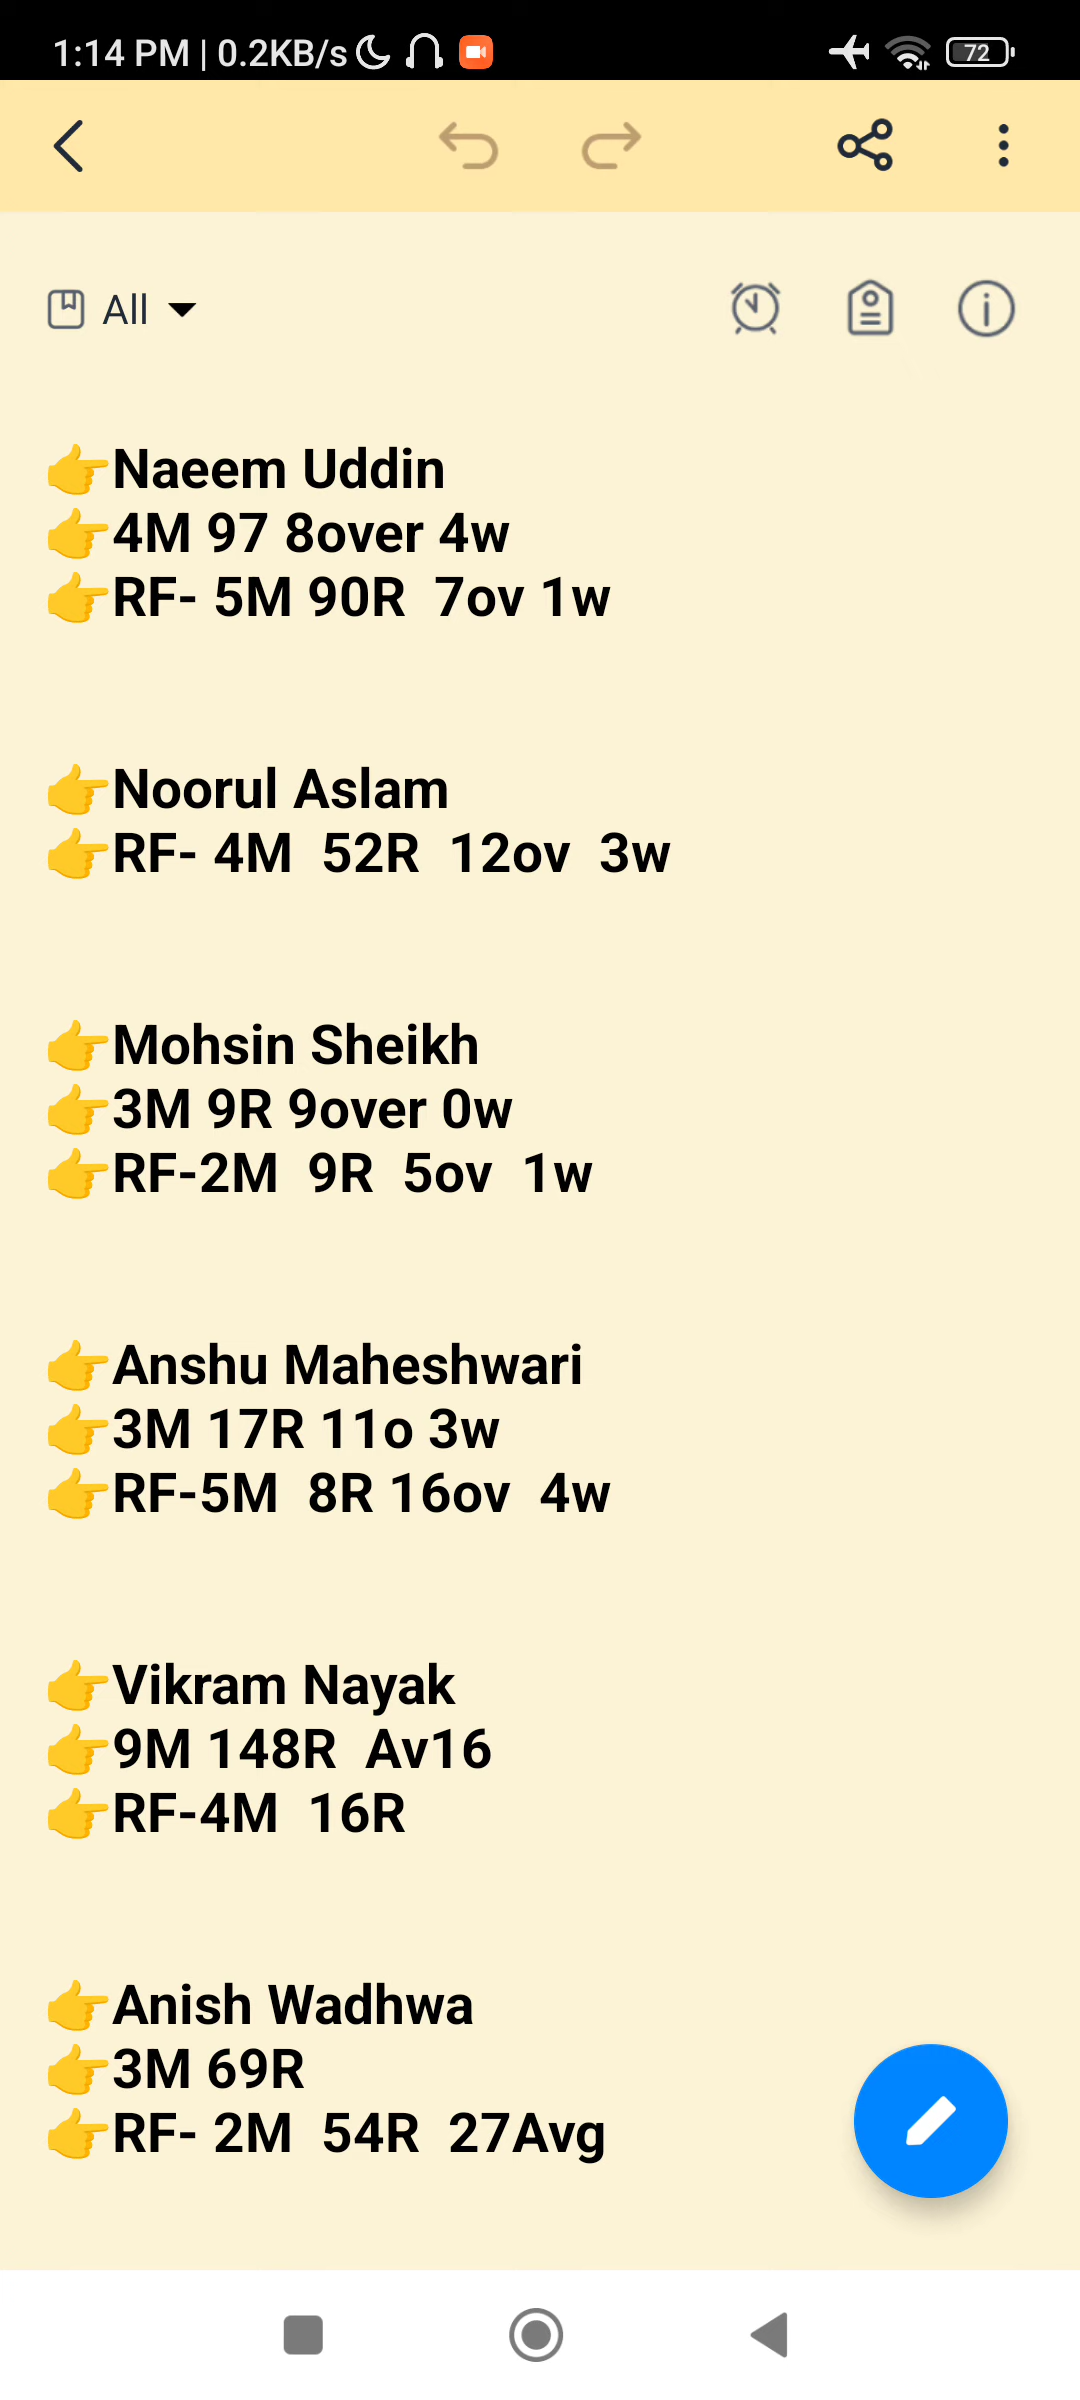 1:14 PM | 0.2KB/s 72
All
👉Naeem Uddin
👉4M 97 8over 4w
👉RF- 5M 90R  7ov 1w
👉Noorul Aslam
👉RF- 4M  52R  12ov  3w
👉Mohsin Sheikh
👉3M 9R 9over 0w
👉RF-2M  9R  5ov  1w
👉Anshu Maheshwari
👉3M 17R 11o 3w
👉RF-5M  8R 16ov  4w
👉Vikram Nayak
👉9M 148R  Av16
👉RF-4M  16R
👉Anish Wadhwa
👉3M 69R
👉RF- 2M  54R  27Avg